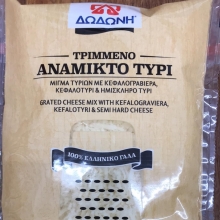 ΔΩΔΩΝΗ
ΤΡΙΜΜΕΝΟ
ΑΝΑΜΙΚΤΟ ΤΥΡΙ
ΜΙΓΜΑ ΤΥΡΙΩΝ ΜΕ ΚΕΦΑΛΟΓΡΑΒΙΕΡΑ,
ΚΕΦΑΛΟΤΥΡΙ & ΗΜΙΣΚΛΗΡΟ ΤΥΡΙ
GRATED CHEESE MIX WITH KEFALOGRAVIERA,
KEFALOTYRI & SEMI HARD CHEESE
100% ΕΛΛΗΝΙΚΟ ΓΑΛΑ